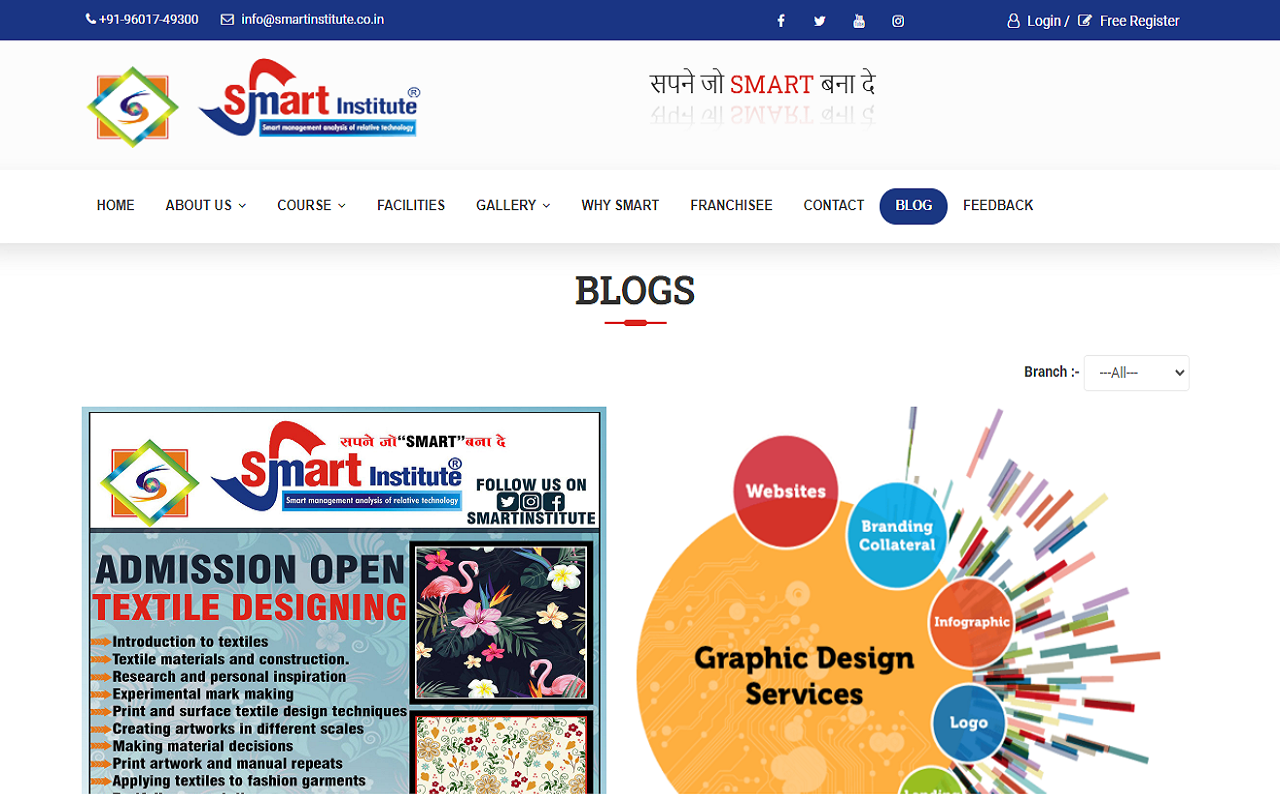 +91-96017-49300 info@smartinstitute.co.in Login / Free Register
Smart Institute®
Smart management analysis of relative technology
सपने जो SMART बना दे
HOME ABOUT US COURSE FACILITIES GALLERY WHY SMART FRANCHISEE CONTACT BLOG FEEDBACK
BLOGS
Branch :- ---All---
सपने जो“SMART”बना दे
Smart Institute®
Smart management analysis of relative technology
FOLLOW US ON
SMARTINSTITUTE
ADMISSION OPEN
TEXTILE DESIGNING
Introduction to textiles
Textile materials and construction.
Research and personal inspiration
Experimental mark making
Print and surface textile design techniques
Creating artworks in different scales
Making material decisions
Print artwork and manual repeats
Applying textiles to fashion garments
Websites
Branding
Collateral
Infographic
Graphic Design
Services
Logo